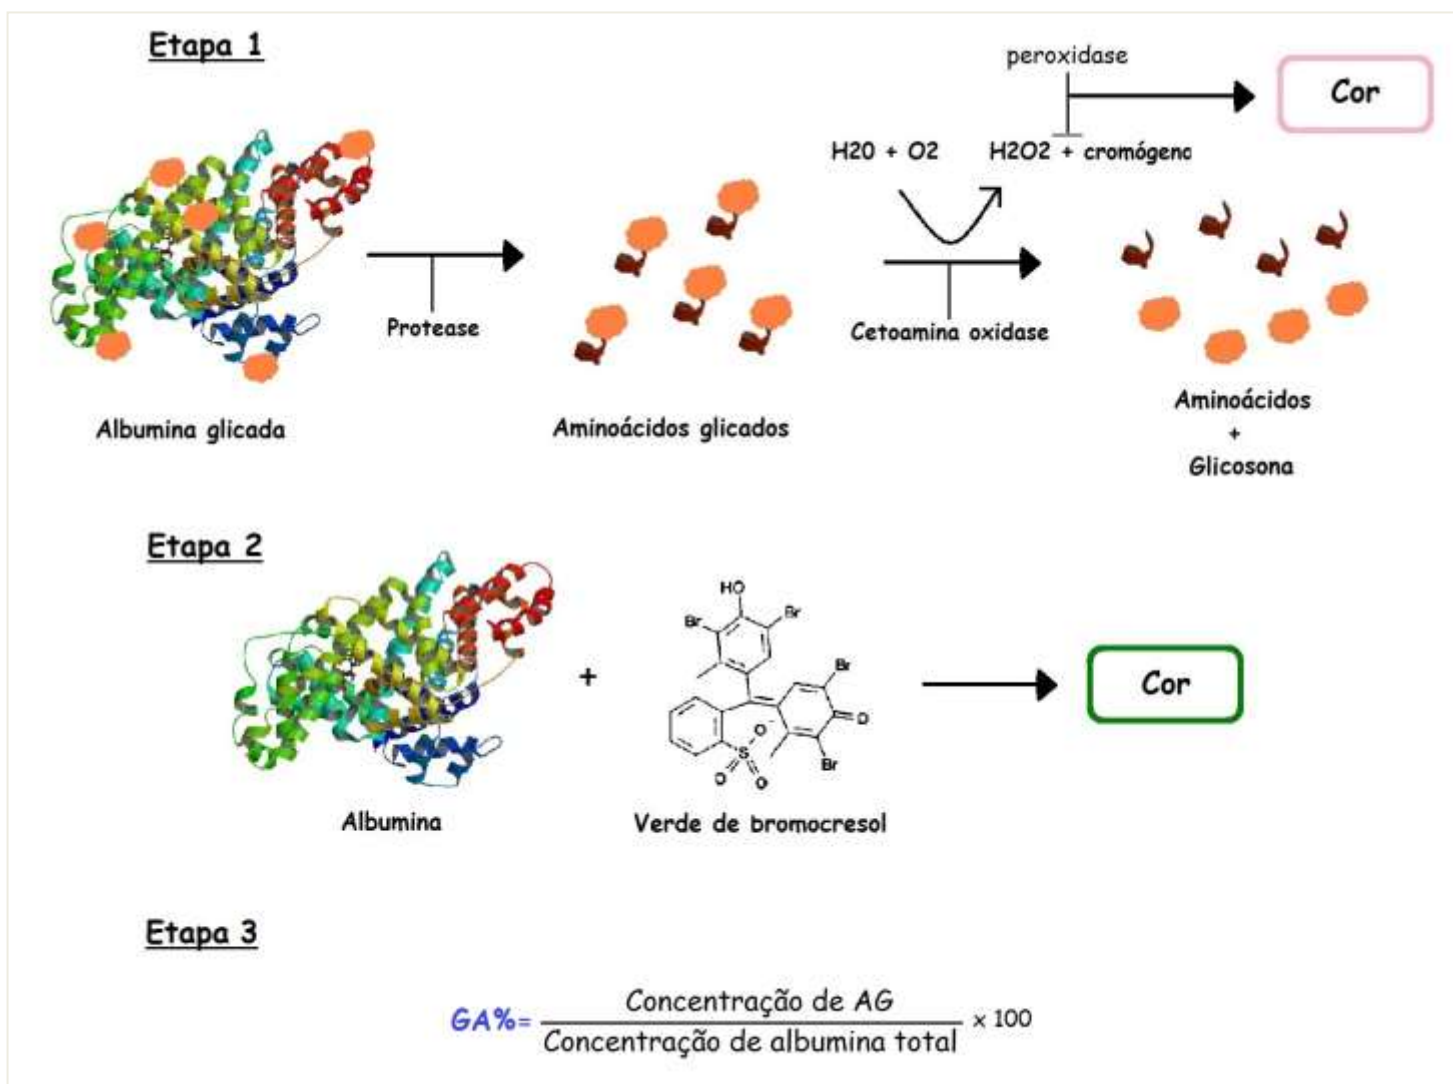 Etapa 1
peroxidase
Cor
H20 + O2
H2O2 + cromógeno
Protease
Cetoamina oxidase
Albumina glicada
Aminoácidos glicados
Aminoácidos
+
Glicosona
Etapa 2
HO
Br
Br
Br
+
Cor
O
O-
S
Br
O
O
Albumina
Verde de bromocresol
Etapa 3
Concentração de AG
GA%=
x 100
Concentração de albumina total